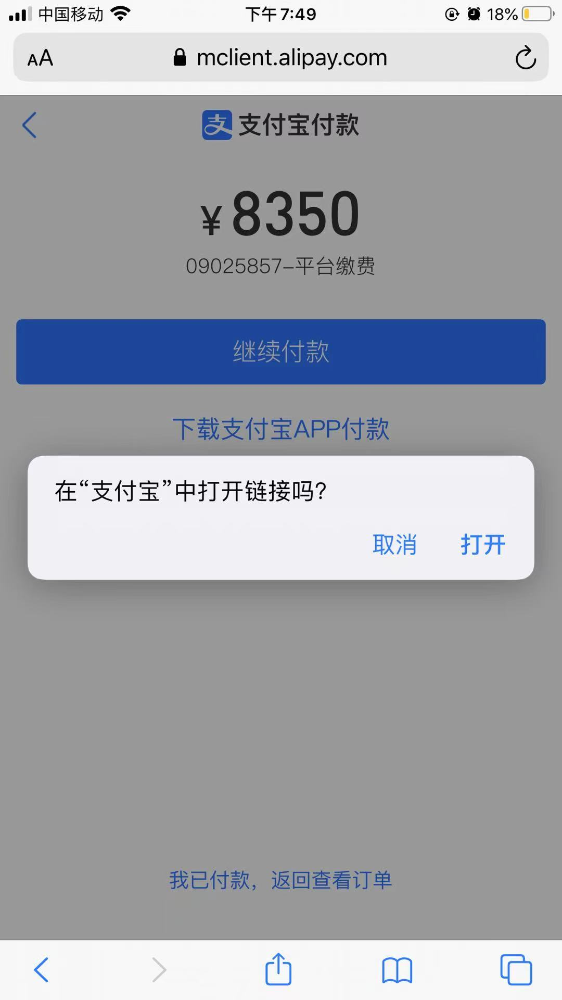 中国移动 下午 7:49 18%
AA mclient.alipay.com
支 支付宝付款
¥8350
09025857-平台缴费
继续付款
下载支付宝APP付款
在“支付宝”中打开链接吗?
取消 打开
我已付款，返回查看订单